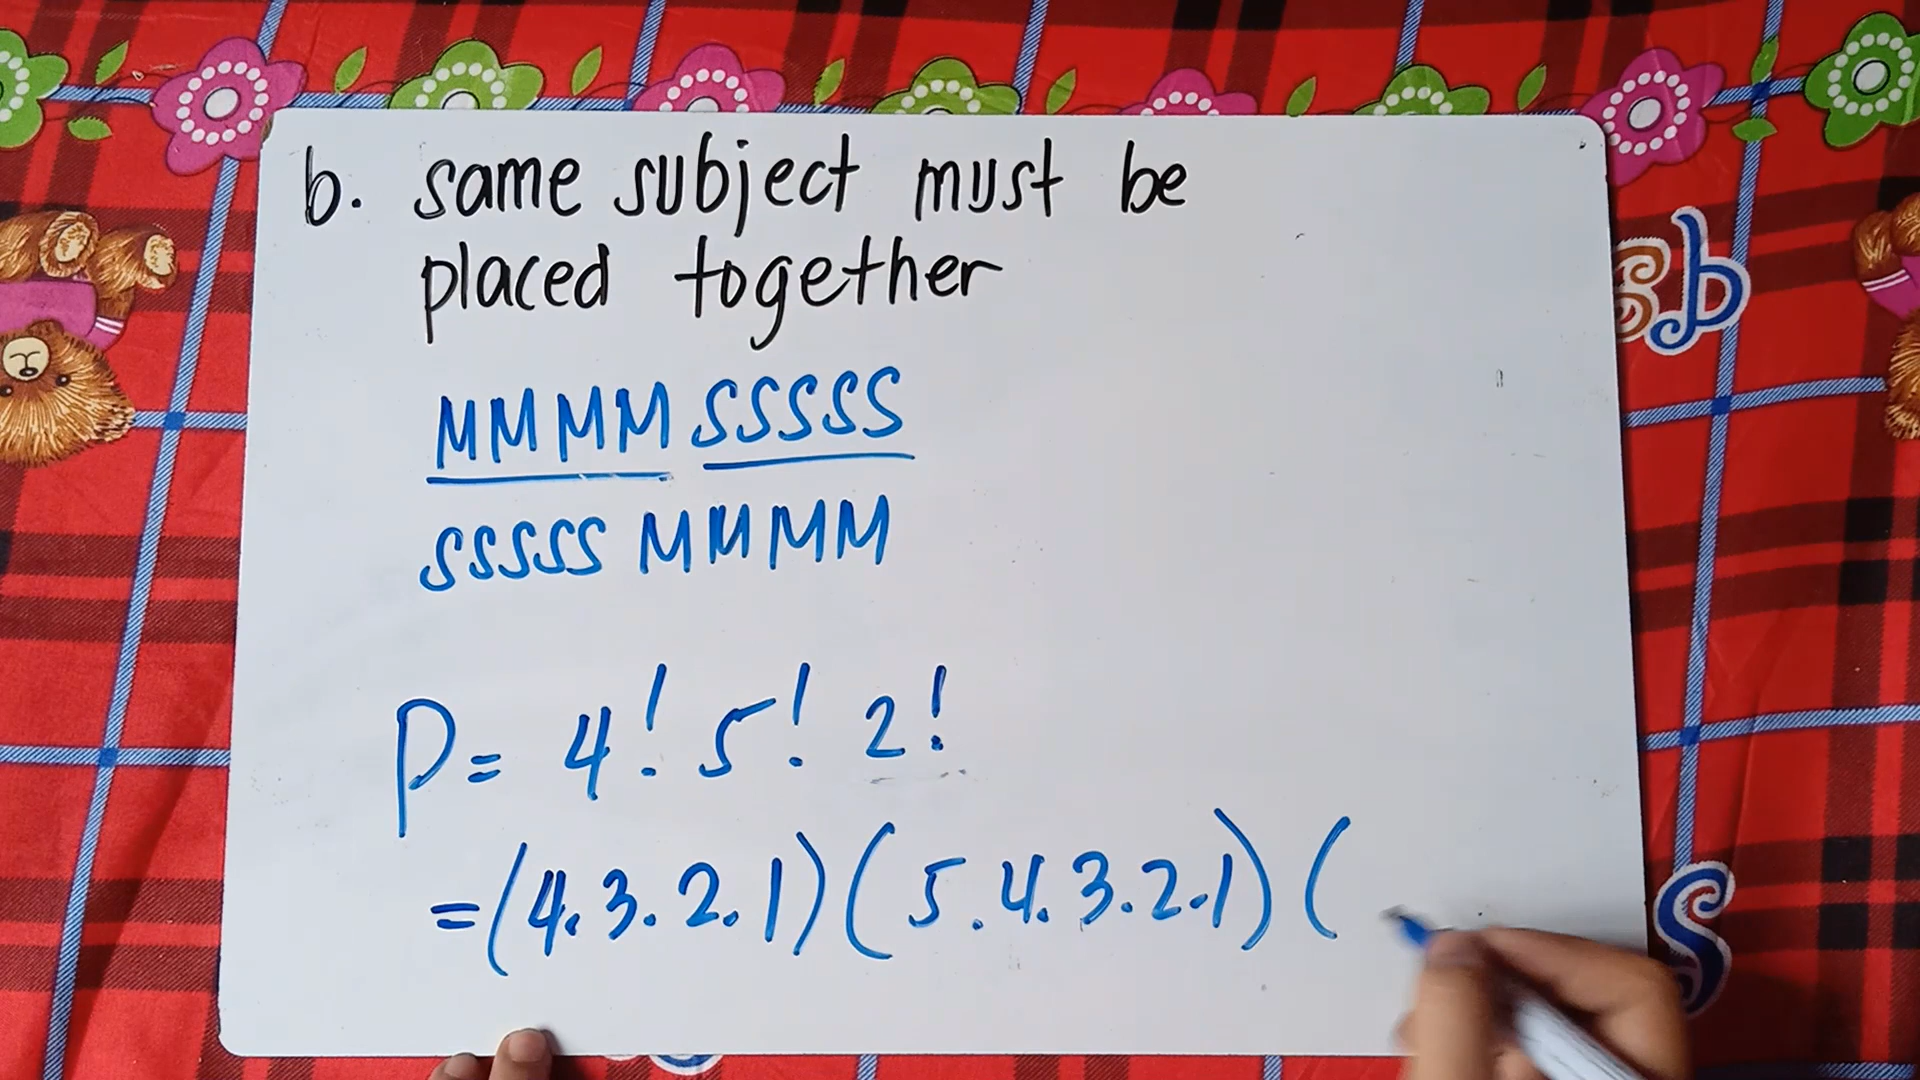 b. same subject must be
placed together
MMMM SSSSS
SSSSS MMMM
P= 4! 5! 2!
=(4.3.2.1)(5.4.3.2.1)(
sb
S